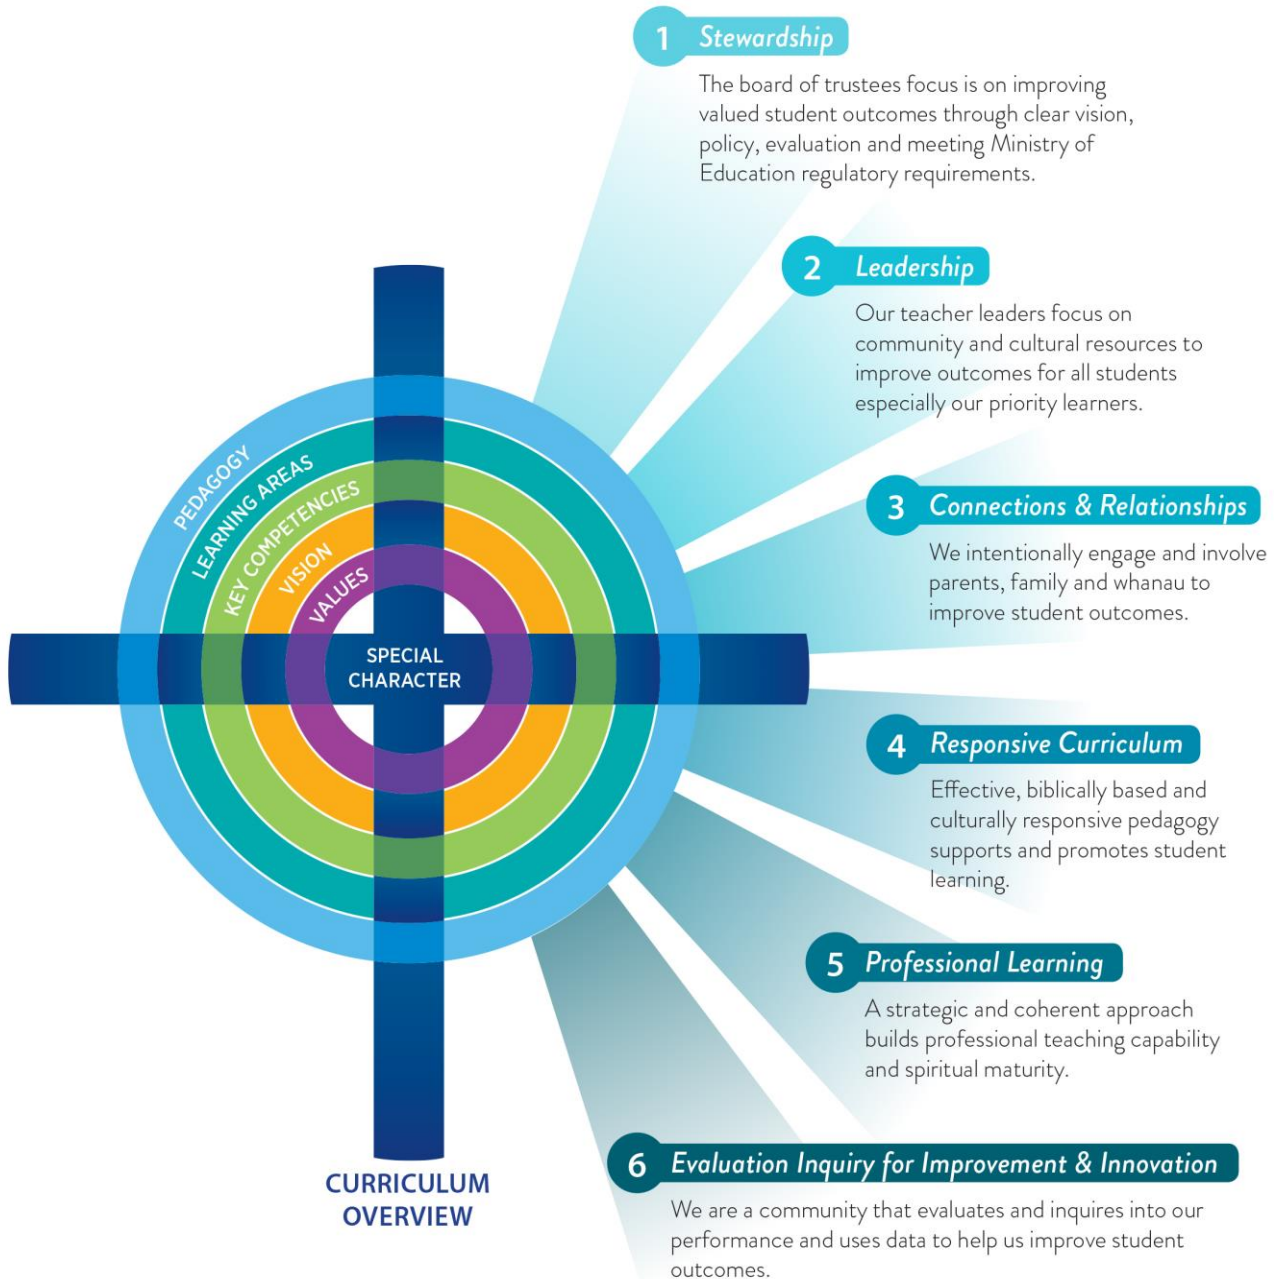 1 Stewardship
The board of trustees focus is on improving
valued student outcomes through clear vision,
policy, evaluation and meeting Ministry of
Education regulatory requirements.
2 Leadership
Our teacher leaders focus on
community and cultural resources to
improve outcomes for all students
especially our priority learners.
3 Connections & Relationships
We intentionally engage and involve
parents, family and whanau to
improve student outcomes.
4 Responsive Curriculum
Effective, biblically based and
culturally responsive pedagogy
supports and promotes student
learning.
5 Professional Learning
A strategic and coherent approach
builds professional teaching capability
and spiritual maturity.
6 Evaluation Inquiry for Improvement & Innovation
We are a community that evaluates and inquires into our
performance and uses data to help us improve student
outcomes.
PEDAGOGY
LEARNING AREAS
KEY COMPETENCIES
VISION
VALUES
SPECIAL
CHARACTER
CURRICULUM
OVERVIEW